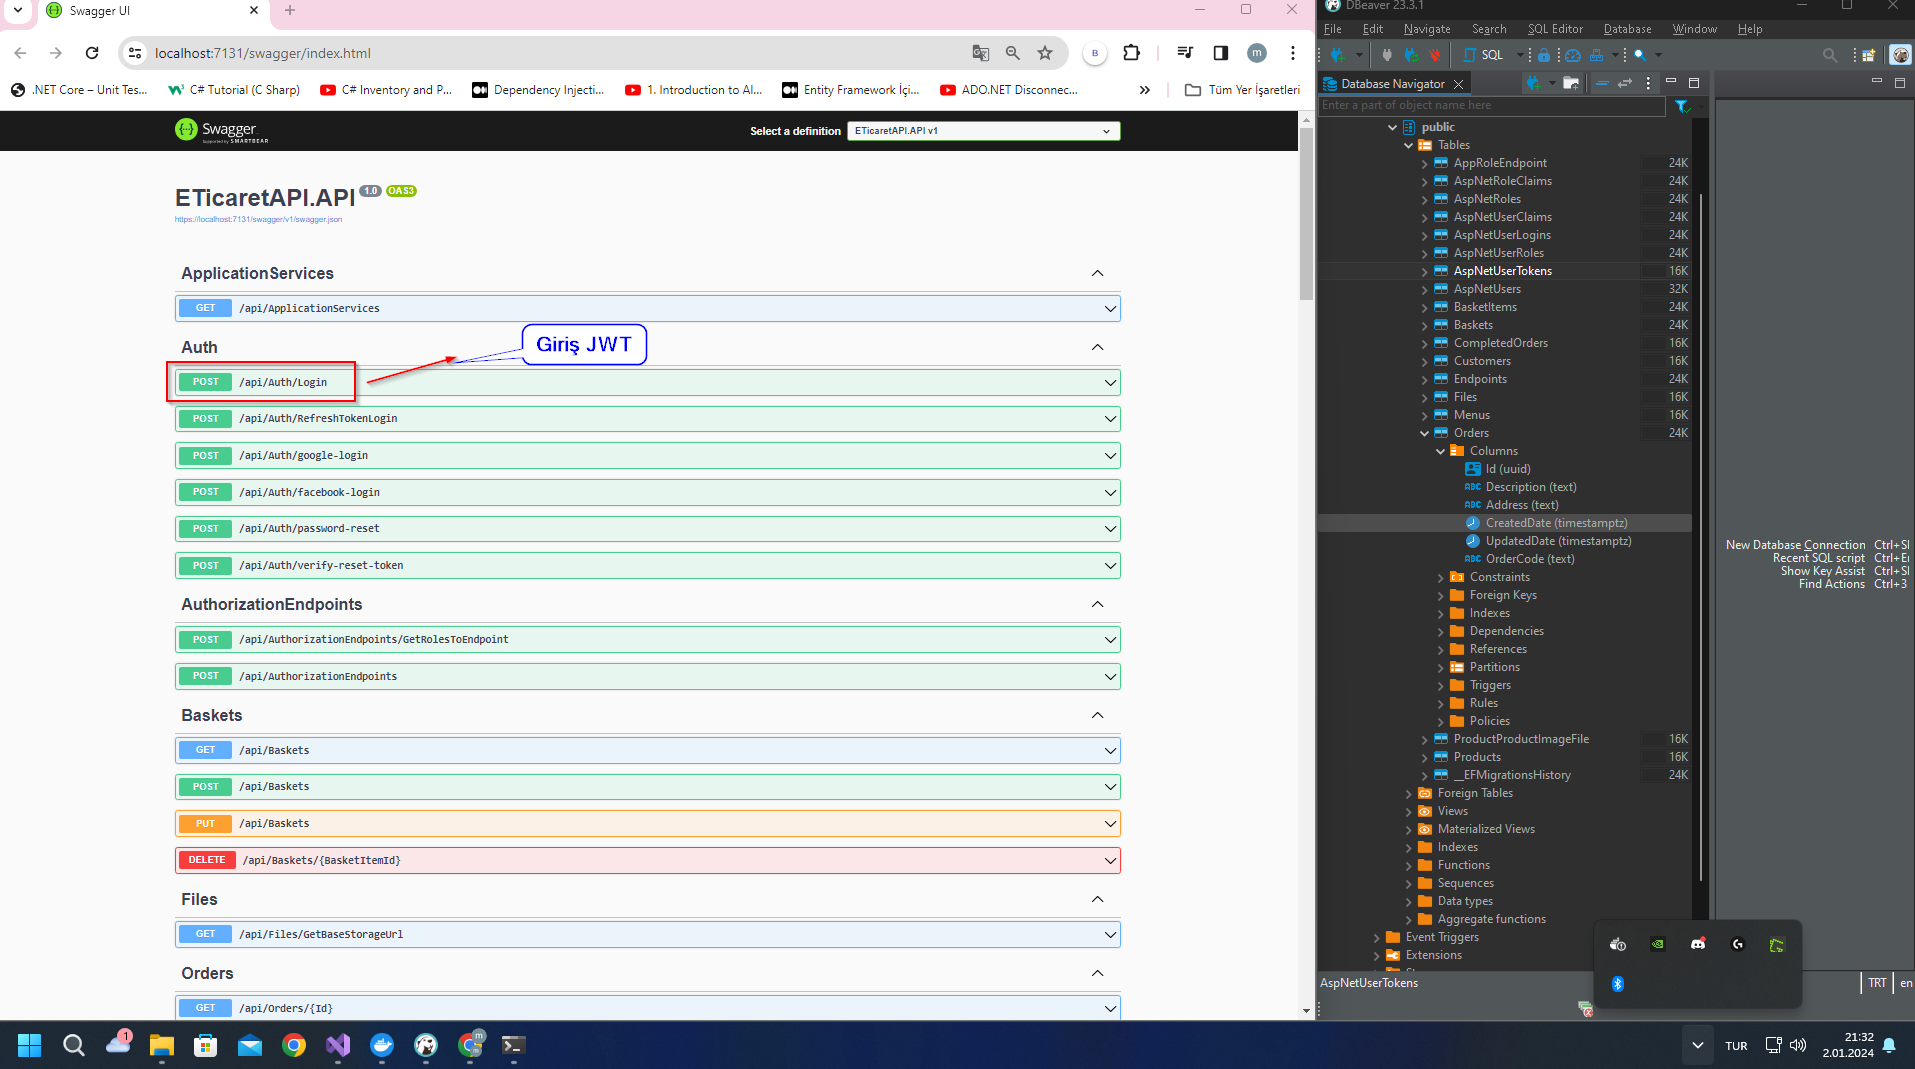 Swagger UI
localhost:7131/swagger/index.html
B
m
.NET Core – Unit Tes...
C# Tutorial (C Sharp)
C# Inventory and P...
Dependency Injecti...
1. Introduction to Al...
Entity Framework İçi...
ADO.NET Disconnec...
»
Tüm Yer İşaretleri
Swagger
Supported by SMARTBEAR
Select a definition
ETicaretAPI.API v1
ETicaretAPI.API 1.0 OAS3
https://localhost:7131/swagger/v1/swagger.json
ApplicationServices
GET /api/ApplicationServices
Giriş JWT
Auth
POST /api/Auth/Login
POST /api/Auth/RefreshTokenLogin
POST /api/Auth/google-login
POST /api/Auth/facebook-login
POST /api/Auth/password-reset
POST /api/Auth/verify-reset-token
AuthorizationEndpoints
POST /api/AuthorizationEndpoints/GetRolesToEndpoint
POST /api/AuthorizationEndpoints
Baskets
GET /api/Baskets
POST /api/Baskets
PUT /api/Baskets
DELETE /api/Baskets/{BasketItemId}
Files
GET /api/Files/GetBaseStorageUrl
Orders
GET /api/Orders/{Id}
DBeaver 23.3.1
File Edit Navigate Search SQL Editor Database Window Help
SQL
Database Navigator
Enter a part of object name here
public
Tables
AppRoleEndpoint 24K
AspNetRoleClaims 24K
AspNetRoles 24K
AspNetUserClaims 24K
AspNetUserLogins 24K
AspNetUserRoles 24K
AspNetUserTokens 16K
AspNetUsers 32K
BasketItems 24K
Baskets 24K
CompletedOrders 16K
Customers 16K
Endpoints 24K
Files 16K
Menus 16K
Orders 24K
Columns
Id (uuid)
ABC Description (text)
ABC Address (text)
CreatedDate (timestamptz)
UpdatedDate (timestamptz)
ABC OrderCode (text)
Constraints
Foreign Keys
Indexes
Dependencies
References
Partitions
Triggers
Rules
Policies
ProductProductImageFile 16K
Products 16K
__EFMigrationsHistory 24K
Foreign Tables
Views
Materialized Views
Indexes
Functions
Sequences
Data types
Aggregate functions
Event Triggers
Extensions
New Database Connection Ctrl+SI
Recent SQL script Ctrl+Er
Show Key Assist Ctrl+SI
Find Actions Ctrl+3
AspNetUserTokens
TRT
en
1
m
TUR
21:32
2.01.2024